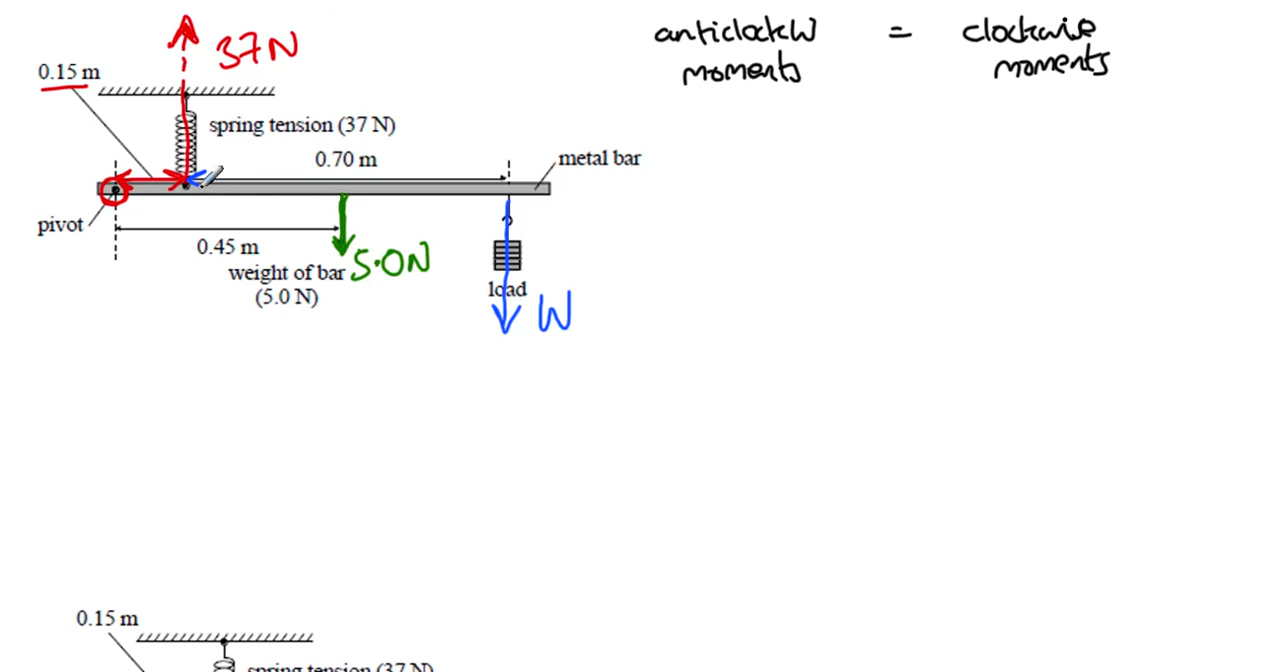 anticlockW = clockwise
moments moments
37N
0.15 m
spring tension (37 N)
0.70 m
metal bar
pivot
0.45 m
weight of bar 5.0N
(5.0 N)
load
W
0.15 m
spring tension (37 N)